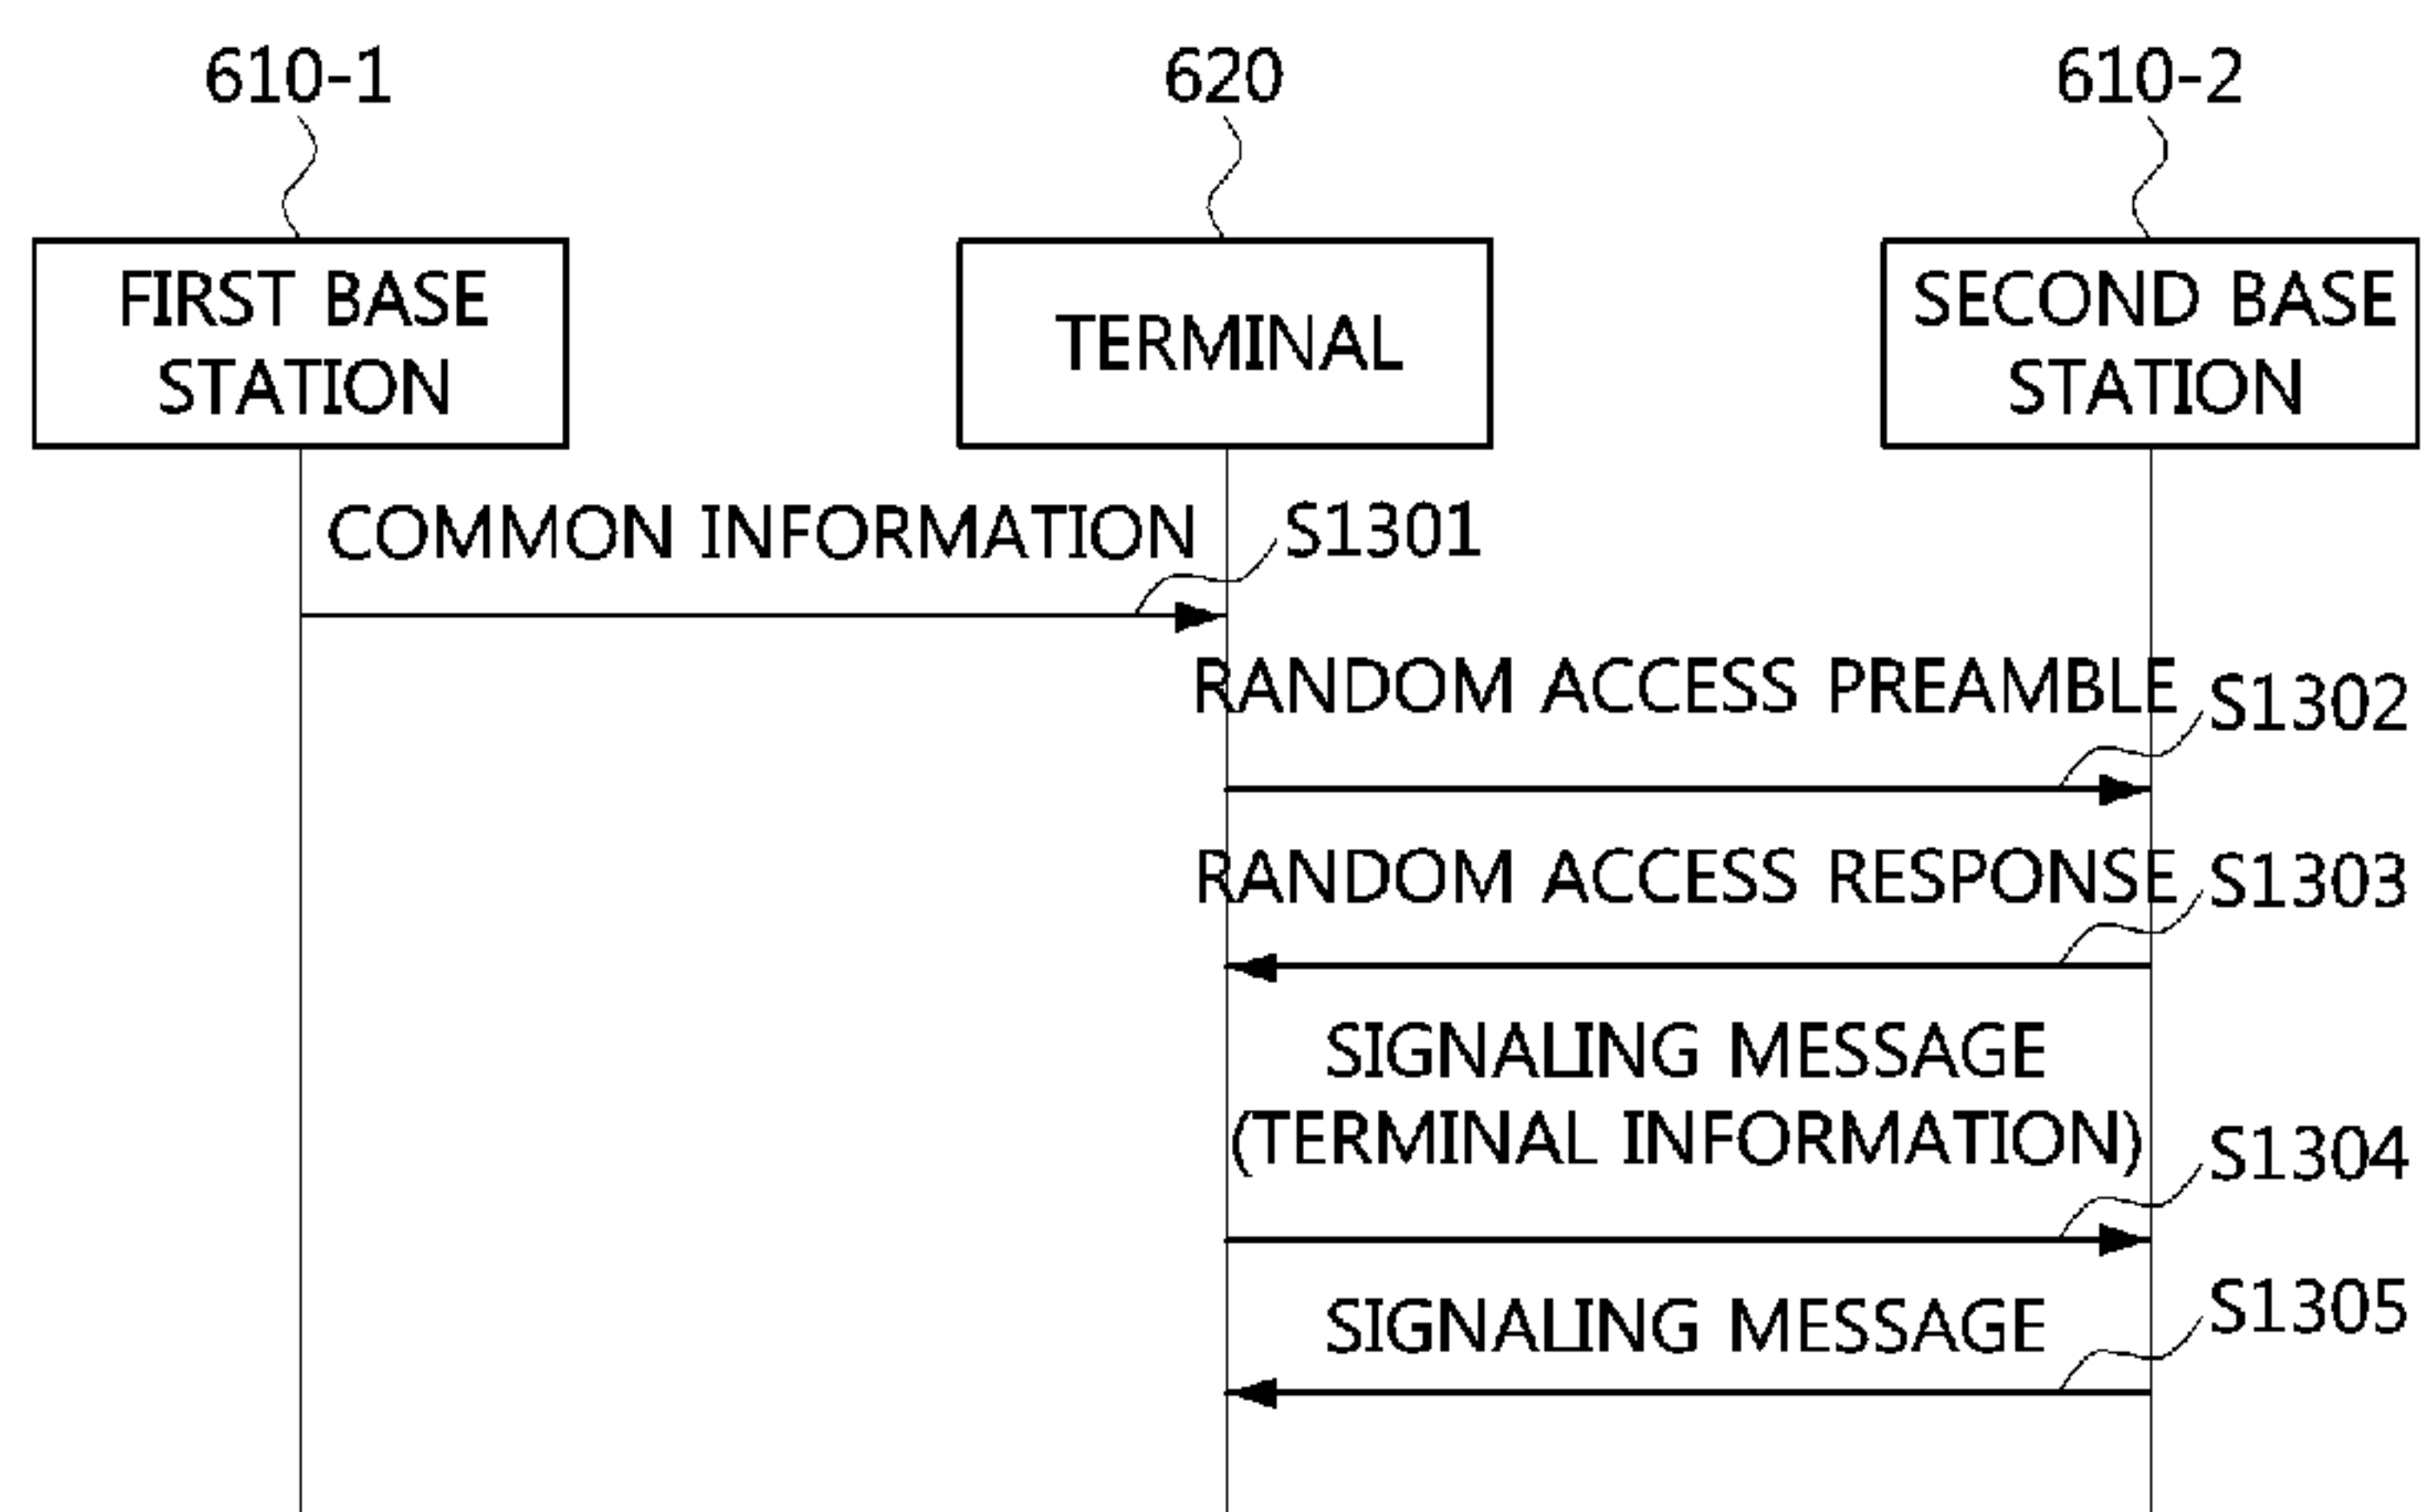 610-1
620
610-2
FIRST BASE
STATION
TERMINAL
SECOND BASE
STATION
COMMON INFORMATION
S1301
RANDOM ACCESS PREAMBLE
S1302
RANDOM ACCESS RESPONSE
S1303
SIGNALING MESSAGE
(TERMINAL INFORMATION)
S1304
SIGNALING MESSAGE
S1305